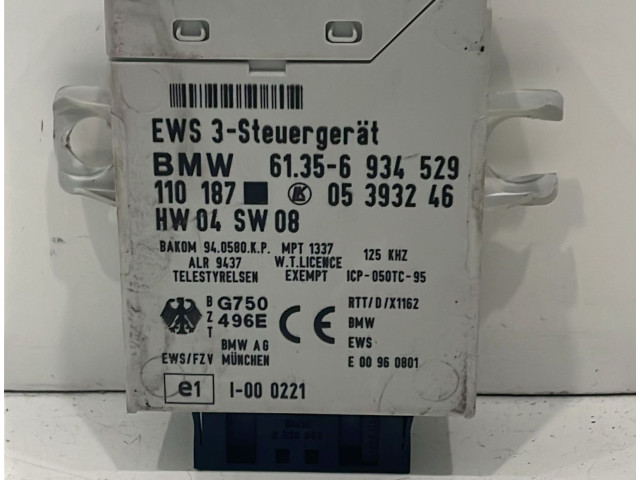 EWS 3-Steuergerät
BMW 61.35-6 934 529
110 187 05 3932 46
HW 04 SW 08
BAKOM 94.0580.K.P. MPT 1337 125 KHZ
ALR 9437 W.T.LICENCE
TELESTYRELSEN EXEMPT ICP-050TC-95
BZT G750 496E CE RTT/D/X1162
BMW
BMW AG EWS
EWS/FZV MÜNCHEN E 00 96 0801
e1 I-00 0221